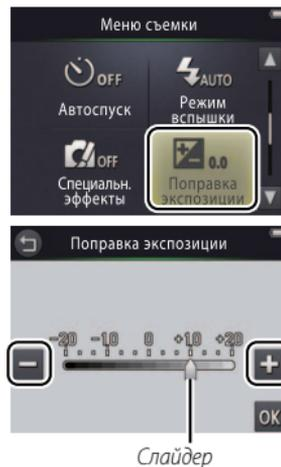 Меню съемки
OFF
AUTO
Автоспуск
Режим
вспышки
OFF
0.0
Специальн.
эффекты
Поправка
экспозиции
Поправка экспозиции
-2.0 -1.0 0 +1.0 +2.0
OK
Слайдер